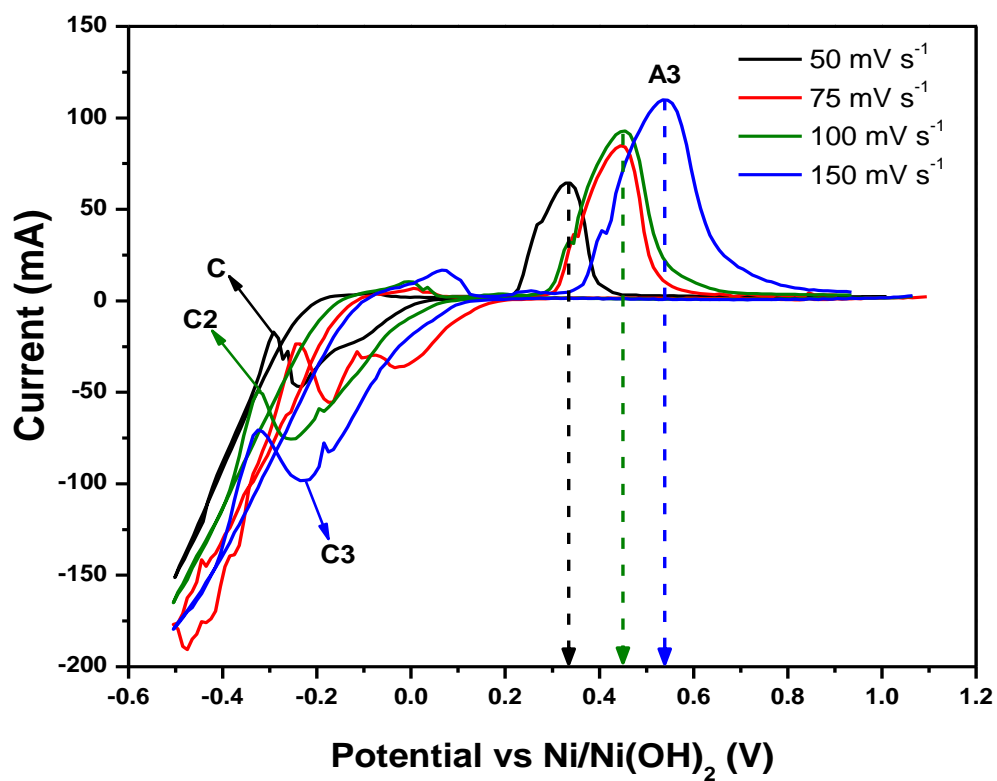 150
100
50
0
-50
-100
-150
-200
Current (mA)
-0.6
-0.4
-0.2
0.0
0.2
0.4
0.6
0.8
1.0
1.2
Potential vs Ni/Ni(OH)₂ (V)
50 mV s⁻¹
75 mV s⁻¹
100 mV s⁻¹
150 mV s⁻¹
A3
C
C2
C3